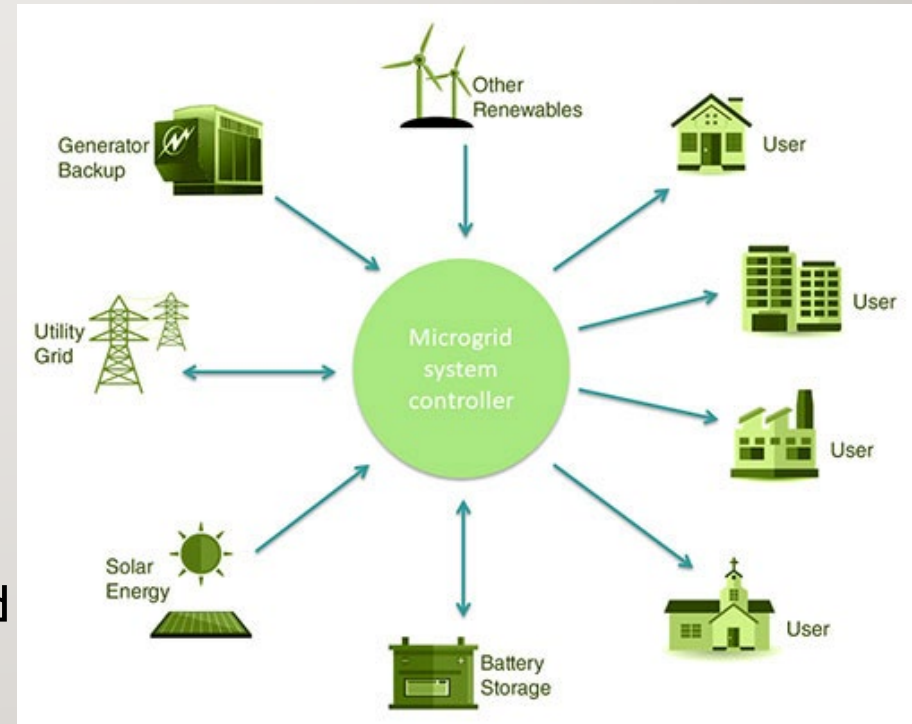 Other
Renewables
Generator
Backup
User
Utility
Grid
Microgrid
system
controller
User
User
Solar
Energy
User
Battery
Storage